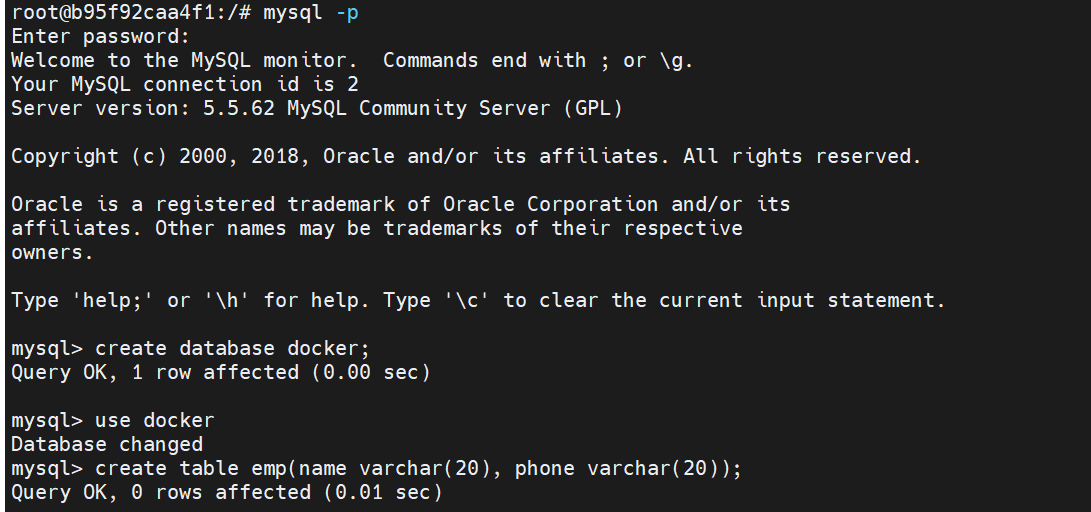 root@b95f92caa4f1:/# mysql -p
Enter password:
Welcome to the MySQL monitor.  Commands end with ; or \g.
Your MySQL connection id is 2
Server version: 5.5.62 MySQL Community Server (GPL)
Copyright (c) 2000, 2018, Oracle and/or its affiliates. All rights reserved.
Oracle is a registered trademark of Oracle Corporation and/or its
affiliates. Other names may be trademarks of their respective
owners.
Type 'help;' or '\h' for help. Type '\c' to clear the current input statement.
mysql> create database docker;
Query OK, 1 row affected (0.00 sec)
mysql> use docker
Database changed
mysql> create table emp(name varchar(20), phone varchar(20));
Query OK, 0 rows affected (0.01 sec)